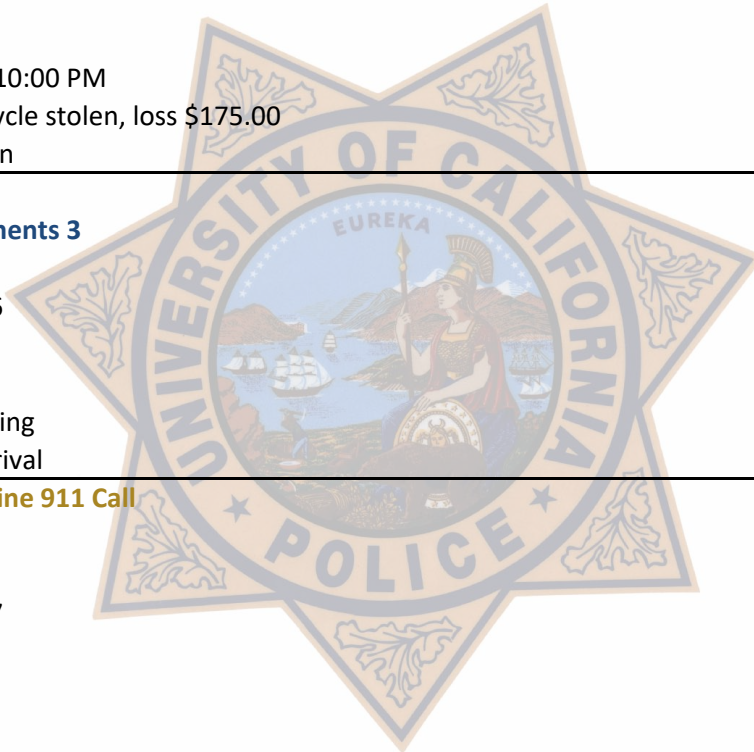 10:00 PM
ycle stolen, loss $175.00
n
nents 3
ing
rival
ine 911 Call
UNIVERSITY OF CALIFORNIA
EUREKA
POLICE